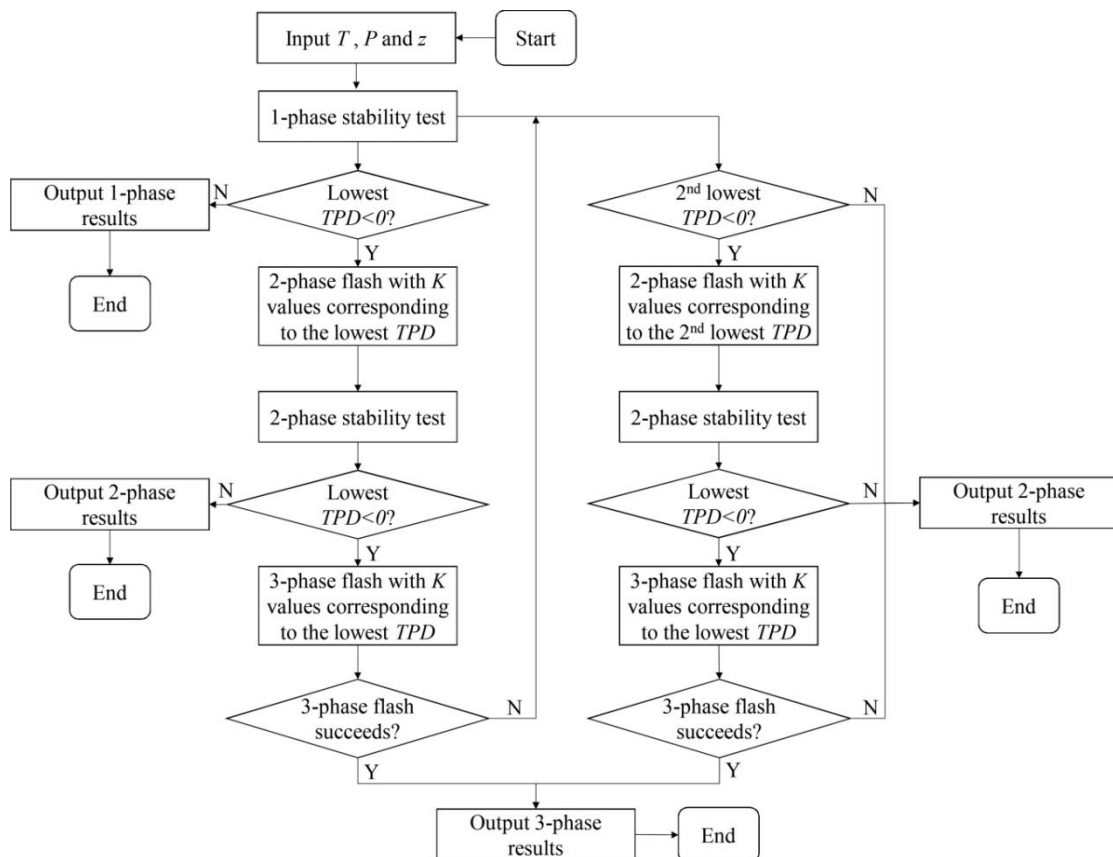 Input T , P and z
Start
1-phase stability test
Lowest
TPD<0?
N
Output 1-phase
results
End
Y
2-phase flash with K
values corresponding
to the lowest TPD
2-phase stability test
Lowest
TPD<0?
N
Output 2-phase
results
End
Y
3-phase flash with K
values corresponding
to the lowest TPD
3-phase flash
succeeds?
N
Y
2nd lowest
TPD<0?
N
Y
2-phase flash with K
values corresponding
to the 2nd lowest TPD
2-phase stability test
Lowest
TPD<0?
N
Output 2-phase
results
End
Y
3-phase flash with K
values corresponding
to the lowest TPD
3-phase flash
succeeds?
N
Y
Output 3-phase
results
End